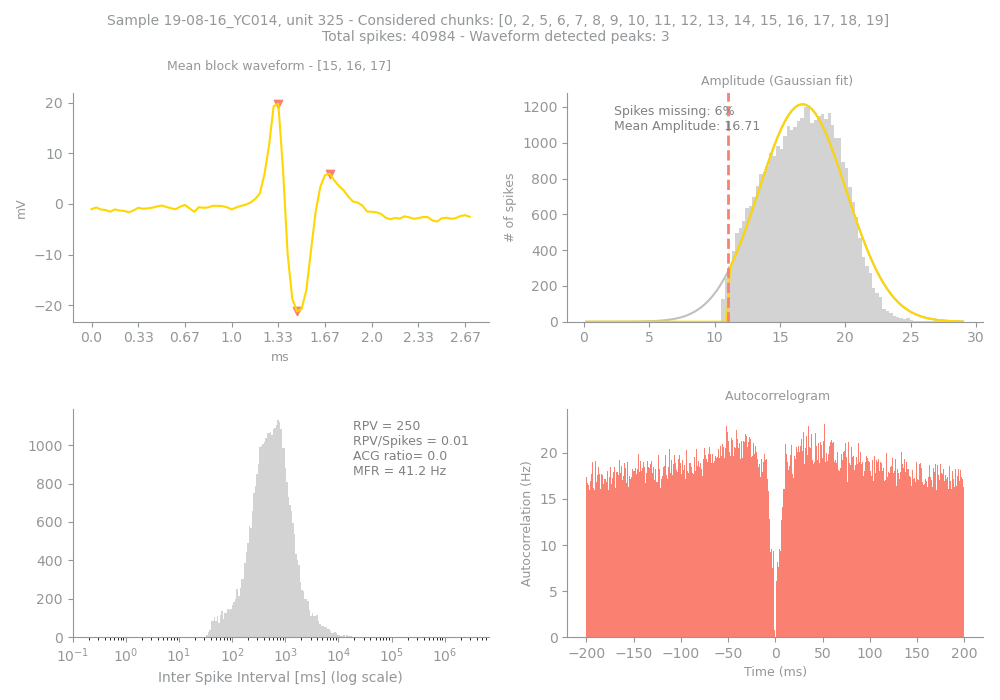 Sample 19-08-16_YC014, unit 325 - Considered chunks: [0, 2, 5, 6, 7, 8, 9, 10, 11, 12, 13, 14, 15, 16, 17, 18, 19]
Total spikes: 40984 - Waveform detected peaks: 3
Mean block waveform - [15, 16, 17]
20
10
0
−10
−20
mV
0.0 0.33 0.67 1.0 1.33 1.67 2.0 2.33 2.67
ms
Amplitude (Gaussian fit)
Spikes missing: 6%
Mean Amplitude: 16.71
1200
1000
800
600
400
200
0
# of spikes
0 5 10 15 20 25 30
RPV = 250
RPV/Spikes = 0.01
ACG ratio= 0.0
MFR = 41.2 Hz
1000
800
600
400
200
0
10⁻¹ 10⁰ 10¹ 10² 10³ 10⁴ 10⁵ 10⁶
Inter Spike Interval [ms] (log scale)
Autocorrelogram
20
15
10
5
0
Autocorrelation (Hz)
−200 −150 −100 −50 0 50 100 150 200
Time (ms)